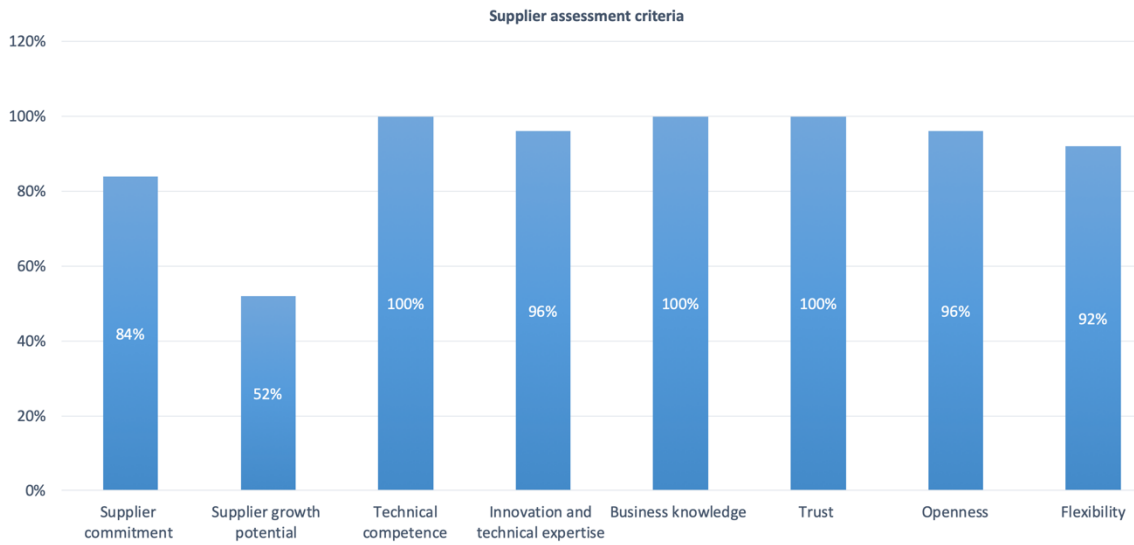 Supplier assessment criteria
120%
100%
80%
60%
40%
20%
0%
84%
52%
100%
96%
100%
100%
96%
92%
Supplier
commitment
Supplier growth
potential
Technical
competence
Innovation and
technical expertise
Business knowledge
Trust
Openness
Flexibility